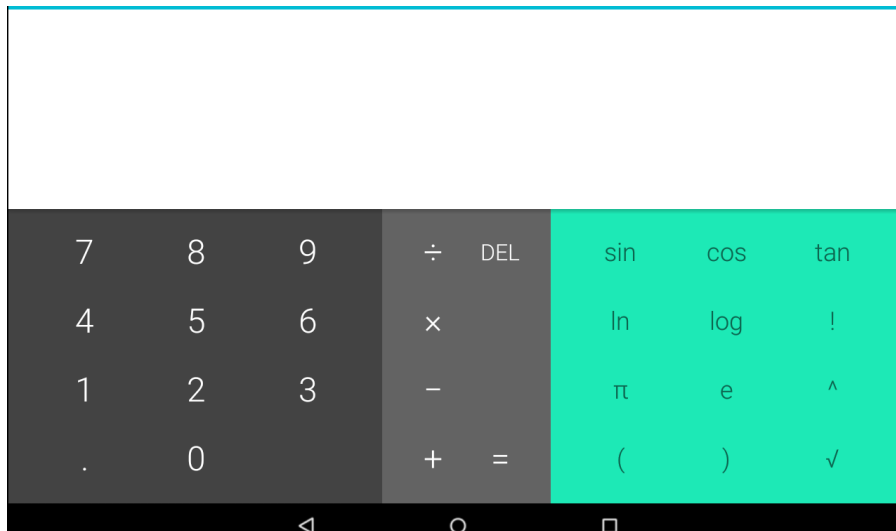 7 8 9 ÷ DEL sin cos tan
4 5 6 × ln log !
1 2 3 − π e ^
. 0 + = ( ) √